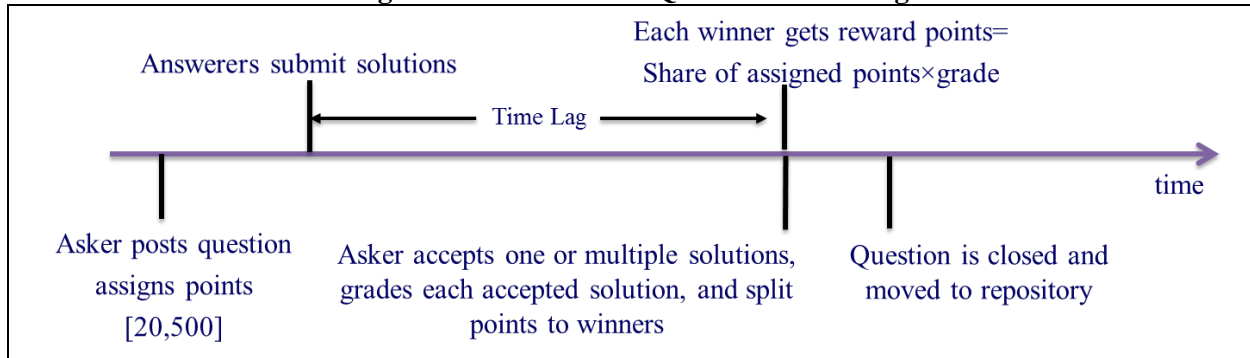 Each winner gets reward points=
Share of assigned points×grade
Answerers submit solutions
Time Lag
time
Asker posts question
assigns points
[20,500]
Asker accepts one or multiple solutions,
grades each accepted solution, and split
points to winners
Question is closed and
moved to repository